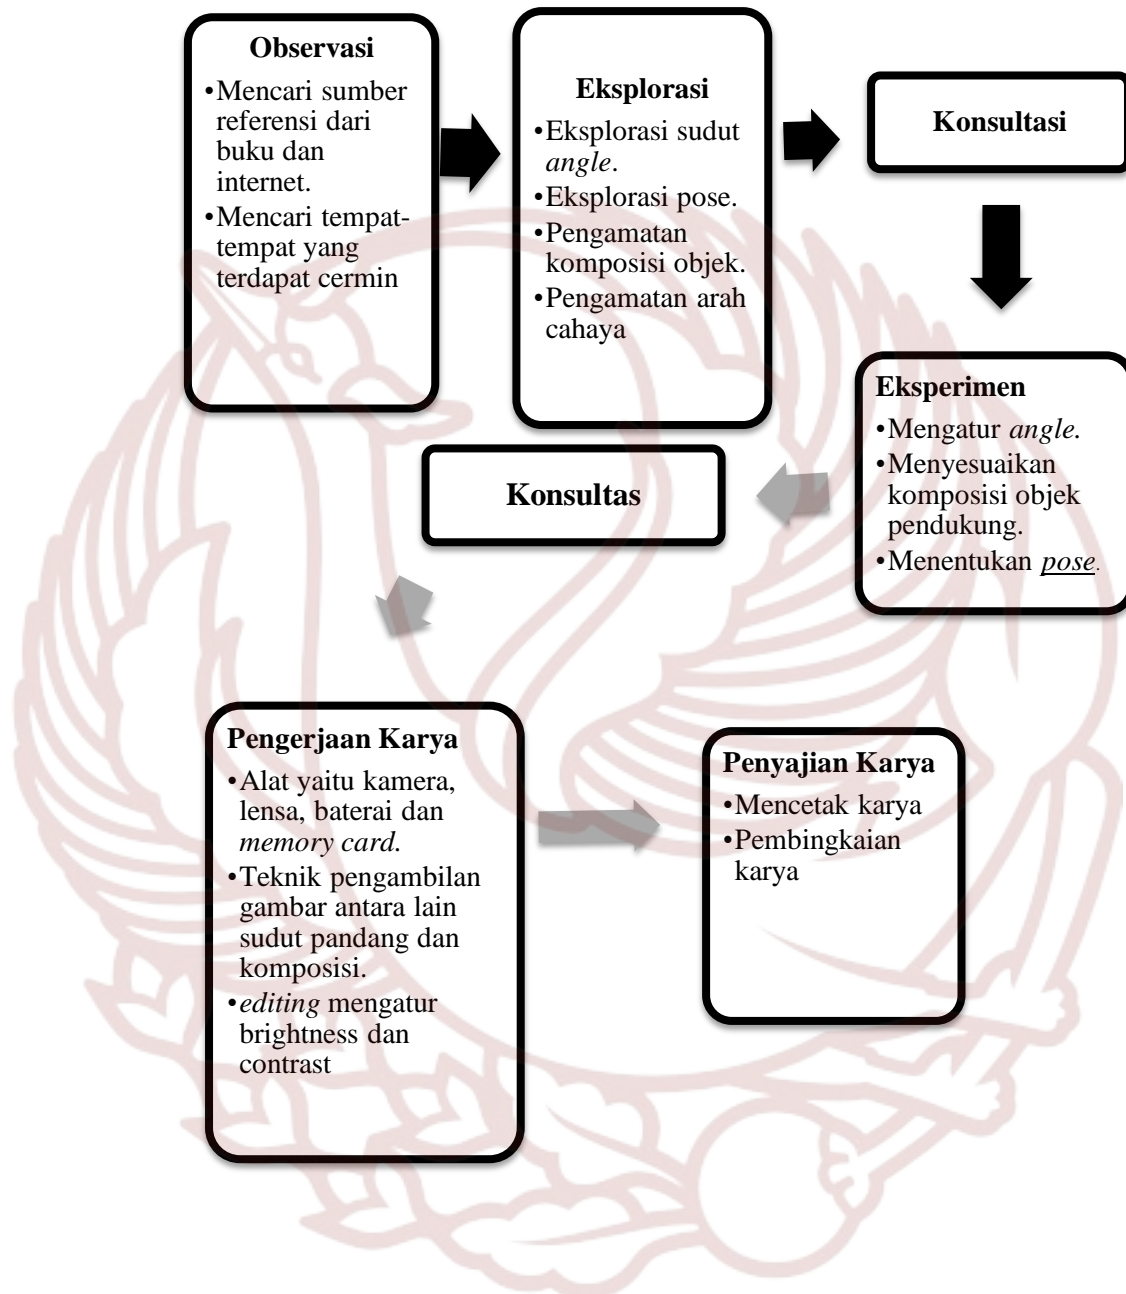 Observasi
•Mencari sumber
referensi dari
buku dan
internet.
•Mencari tempat-
tempat yang
terdapat cermin
Eksplorasi
•Eksplorasi sudut
angle.
•Eksplorasi pose.
•Pengamatan
komposisi objek.
•Pengamatan arah
cahaya
Konsultasi
Eksperimen
•Mengatur angle.
•Menyesuaikan
komposisi objek
pendukung.
•Menentukan pose.
Konsultas
Pengerjaan Karya
•Alat yaitu kamera,
lensa, baterai dan
memory card.
•Teknik pengambilan
gambar antara lain
sudut pandang dan
komposisi.
•editing mengatur
brightness dan
contrast
Penyajian Karya
•Mencetak karya
•Pembingkaian
karya